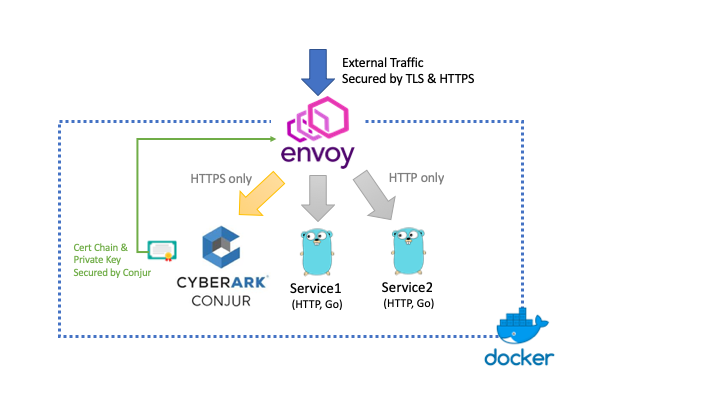 External Traffic
Secured by TLS & HTTPS
envoy
HTTPS only
HTTP only
Cert Chain &
Private Key
Secured by Conjur
CYBERARK®
CONJUR
Service1
(HTTP, Go)
Service2
(HTTP, Go)
docker